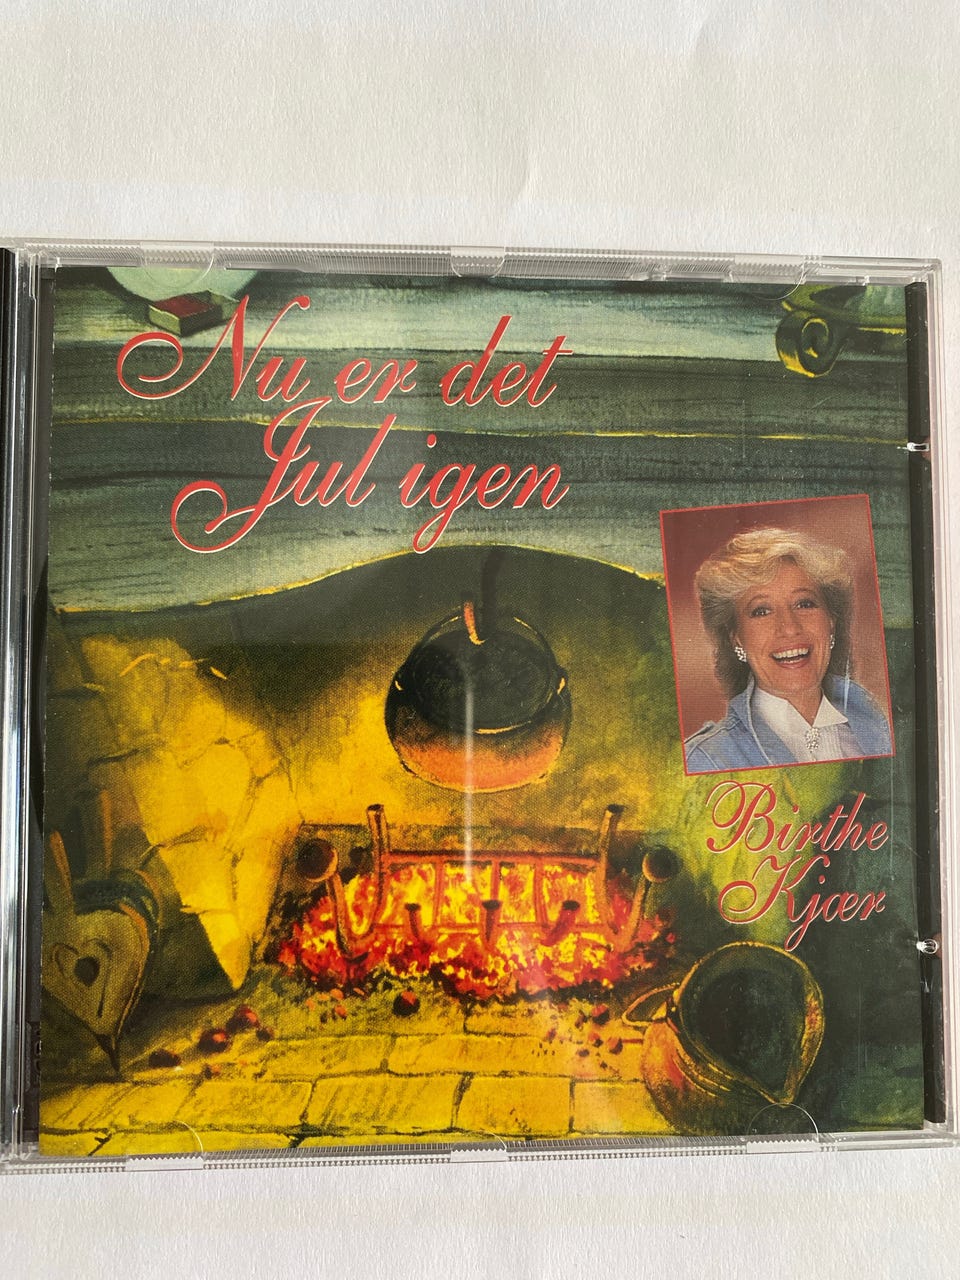 Nu er det
Jul igen
Birthe
Kjær